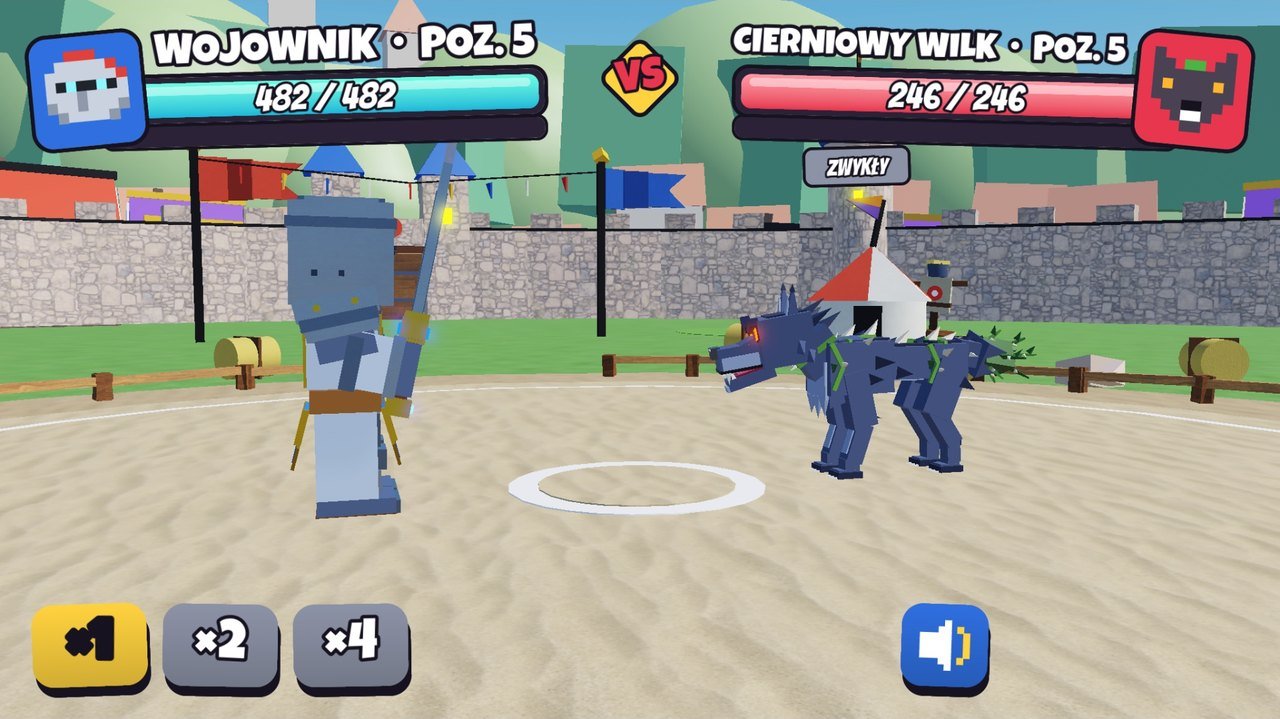 WOJOWNIK • POZ. 5
482 / 482
VS
CIERNIOWY WILK • POZ. 5
246 / 246
ZWYKŁY
×1
×2
×4